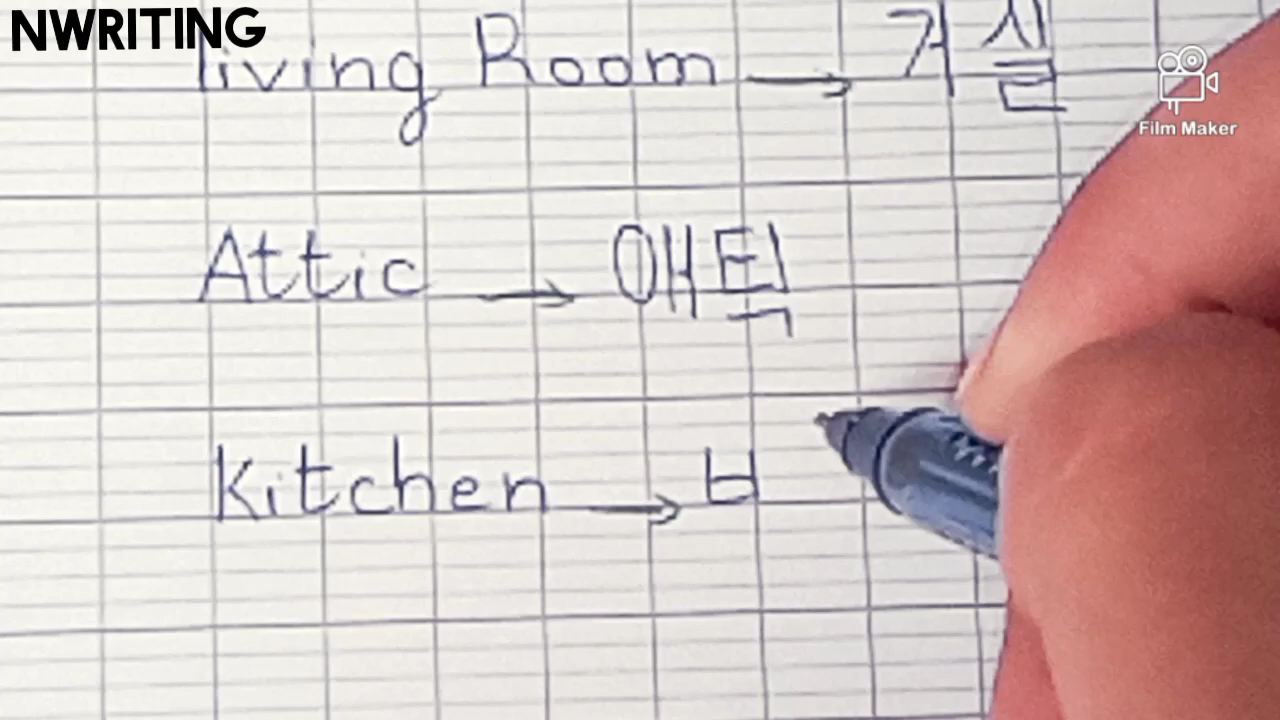 NWRITING
living Room → 거실
Film Maker
Attic → 애틱
Kitchen → ㅂ